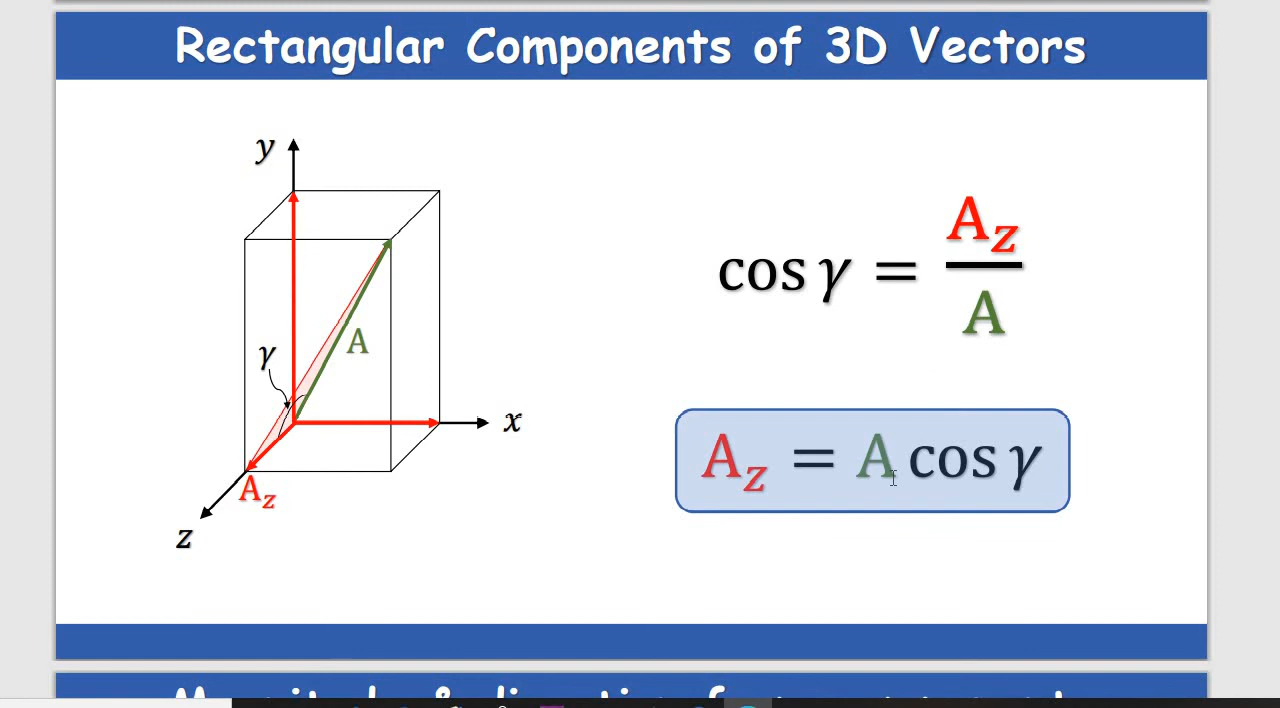 Rectangular Components of 3D Vectors
y
γ
A
x
A_z
z
cos γ = A_z / A
A_z = A cos γ